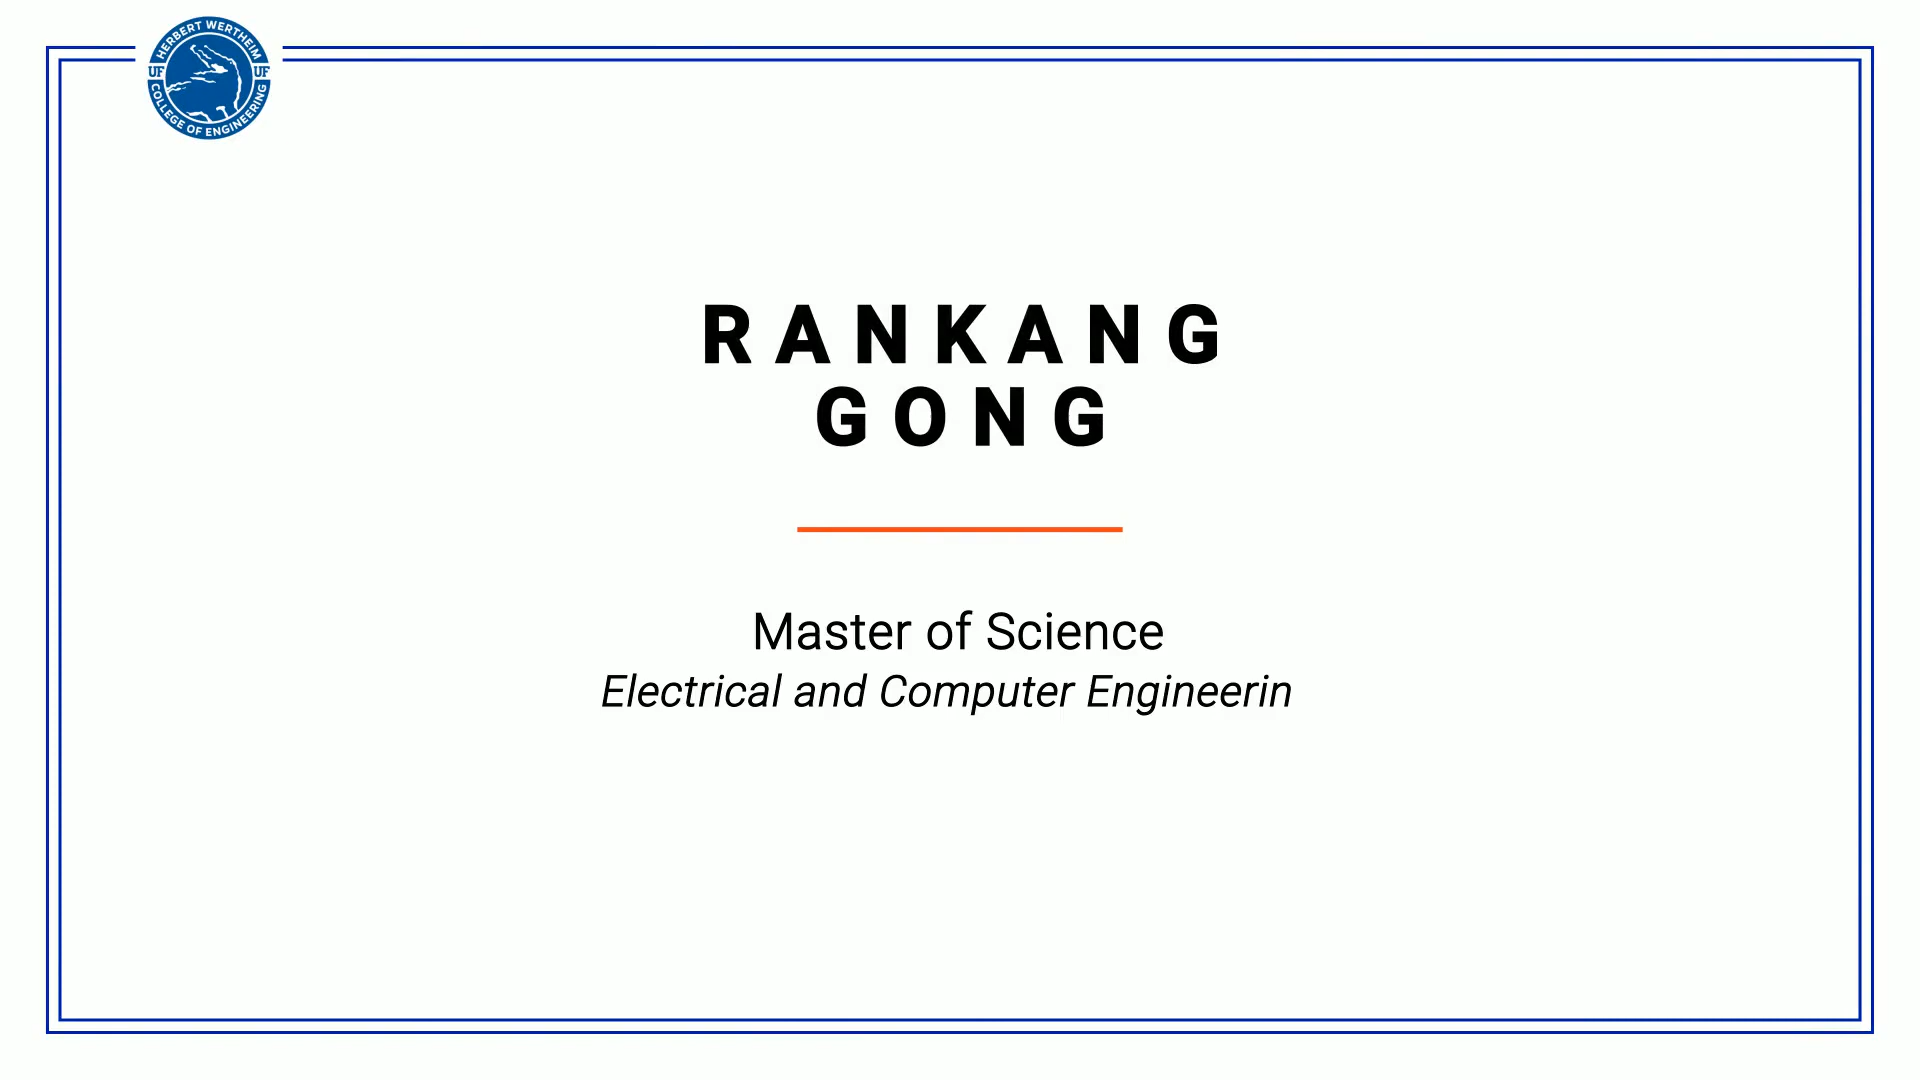 HERBERT WERTHEIM
UF UF
COLLEGE OF ENGINEERING
RANKANG
GONG
Master of Science
Electrical and Computer Engineerin